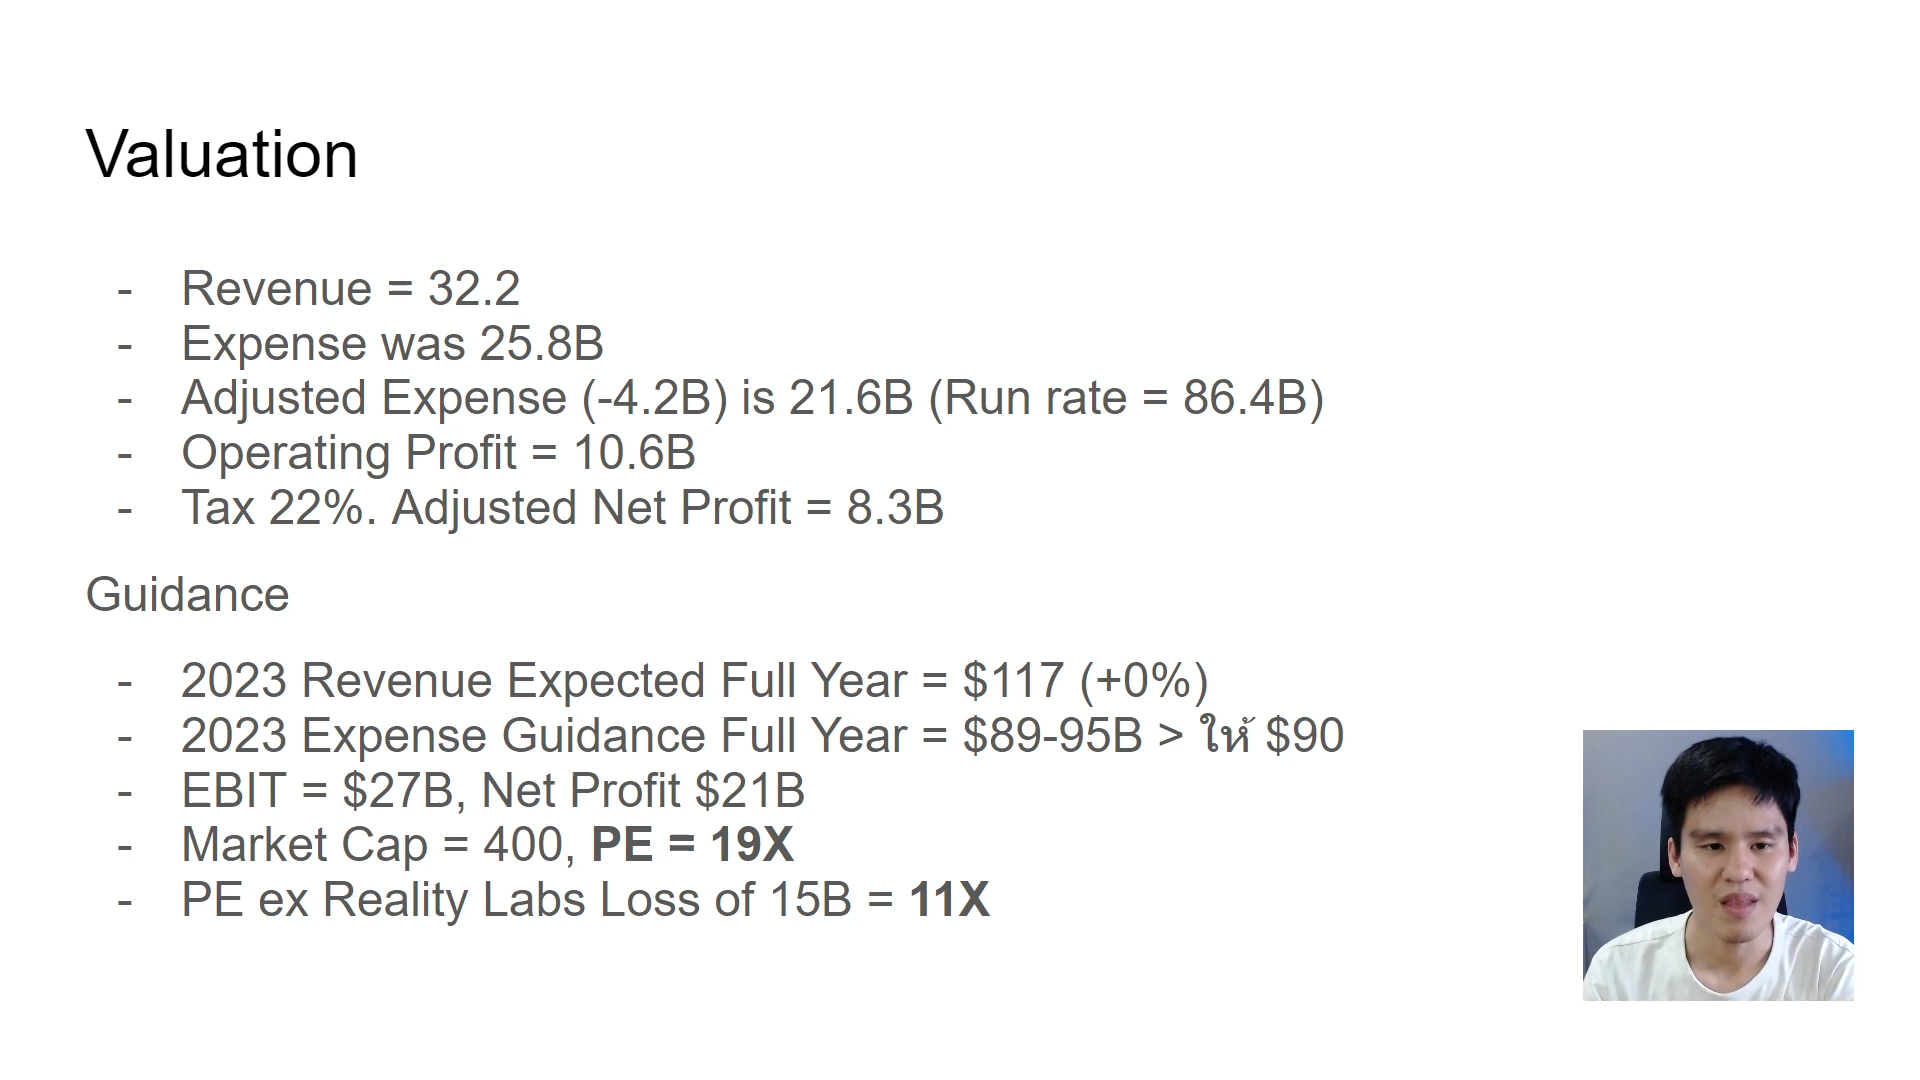 Valuation
- Revenue = 32.2
- Expense was 25.8B
- Adjusted Expense (-4.2B) is 21.6B (Run rate = 86.4B)
- Operating Profit = 10.6B
- Tax 22%. Adjusted Net Profit = 8.3B
Guidance
- 2023 Revenue Expected Full Year = $117 (+0%)
- 2023 Expense Guidance Full Year = $89-95B > ให้ $90
- EBIT = $27B, Net Profit $21B
- Market Cap = 400, PE = 19X
- PE ex Reality Labs Loss of 15B = 11X